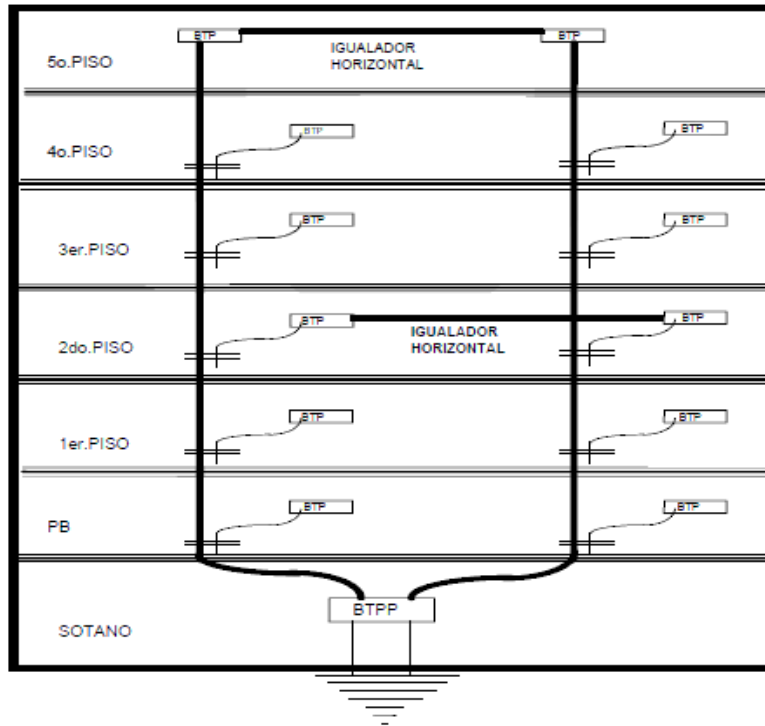 BTP
BTP
IGUALADOR
HORIZONTAL
5o.PISO
BTP
BTP
4o.PISO
BTP
BTP
3er.PISO
BTP
BTP
IGUALADOR
HORIZONTAL
2do.PISO
BTP
BTP
1er.PISO
BTP
BTP
PB
BTPP
SOTANO